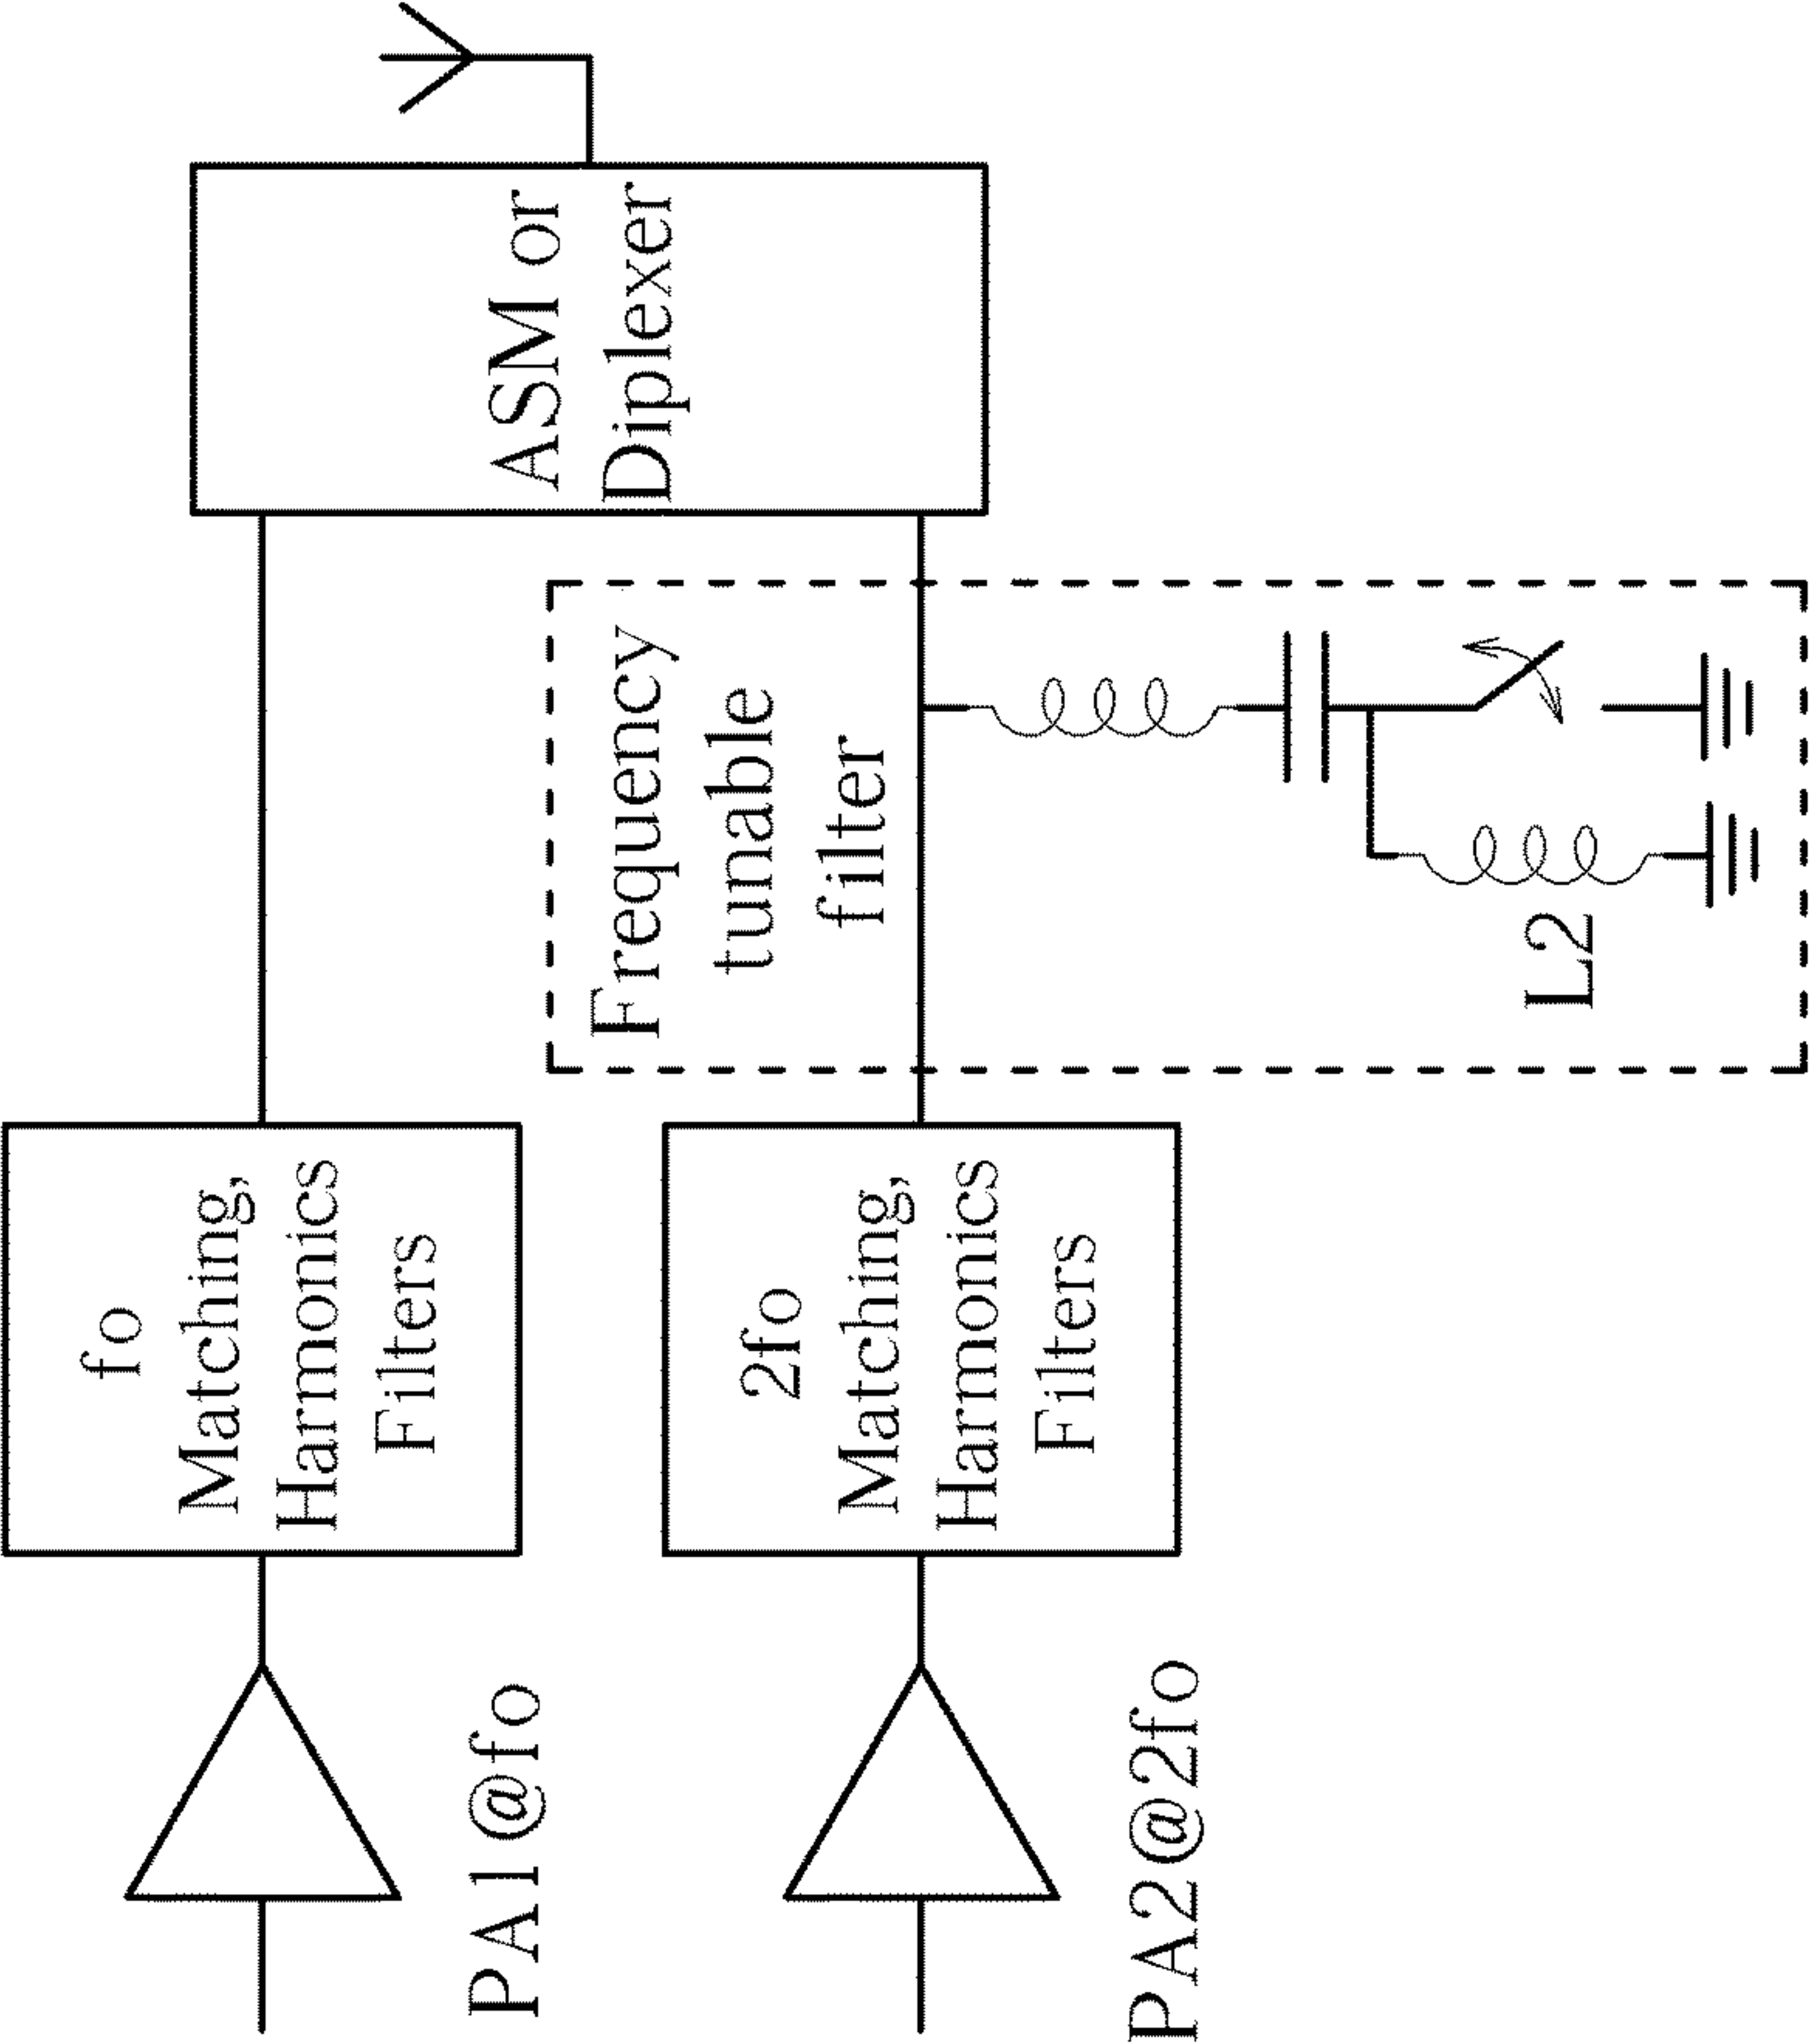 fo
Matching,
Harmonics
Filters
PA1@fo
ASM or
Diplexer
Frequency
tunable
filter
2fo
Matching,
Harmonics
Filters
PA2@2fo
L2